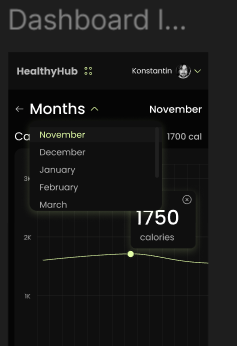 Dashboard I...
HealthyHub
Konstantin
Months
November
Ca
1700 cal
November
December
January
February
March
3K
1750
calories
2K
1K